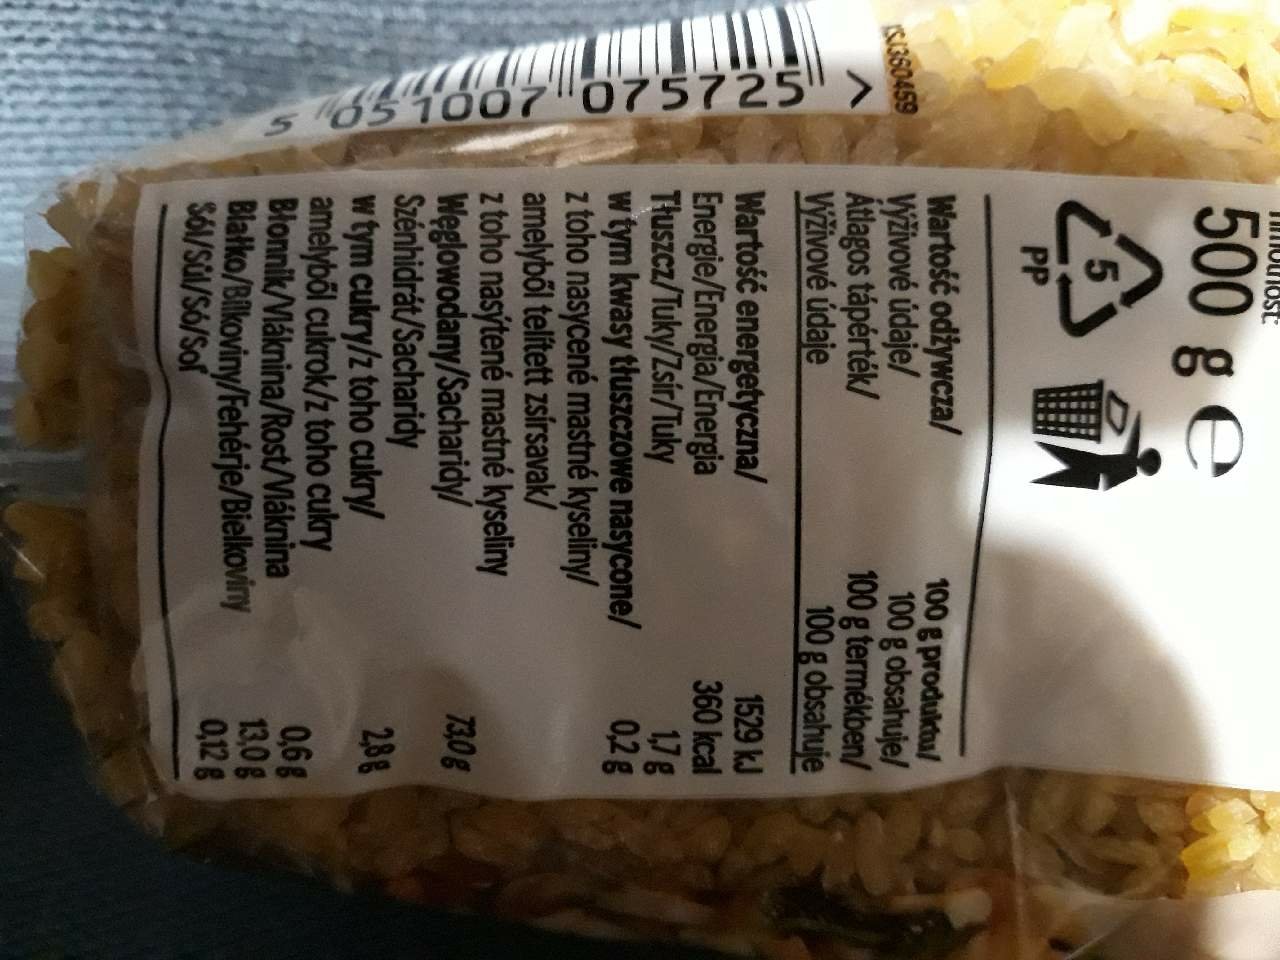 500 g e
5
PP
Wartość odżywcza/ 100 g produktu/
Výživové údaje/ 100 g obsahuje/
Átlagos tápérték/ 100 g termékben/
Výživové údaje 100 g obsahuje
Wartość energetyczna/ 1529 kJ
Energie/Energia/Energia 360 kcal
Tłuszcz/Tuky/Zsír/Tuky 1,7 g
w tym kwasy tłuszczowe nasycone/ 0,2 g
z toho nasycené mastné kyseliny/
amelyből telített zsírsavak/
z toho nasýtené mastné kyseliny
Węglowodany/Sacharidy/ 73,0 g
Szénhidrát/Sacharidy
w tym cukry/z toho cukry/ 2,8 g
amelyből cukrok/z toho cukry
Błonnik/Vláknina/Rost/Vláknina 0,6 g
Białko/Bílkoviny/Fehérje/Bielkoviny 13,0 g
Sól/Sůl/Só/Soľ 0,12 g
5 051007 075725 >